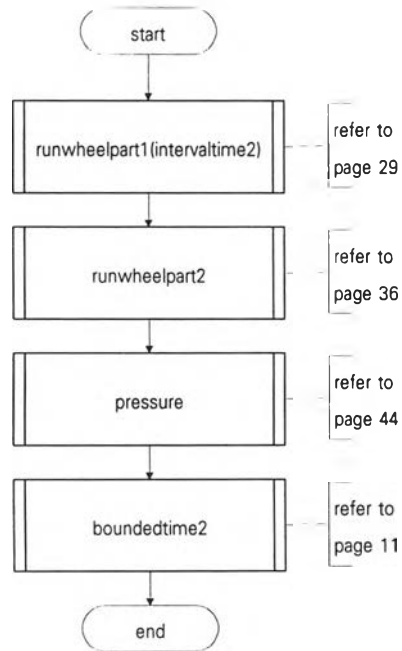 start
runwheelpart1(intervaltime2)
refer to
page 29
runwheelpart2
refer to
page 36
pressure
refer to
page 44
boundedtime2
refer to
page 11
end